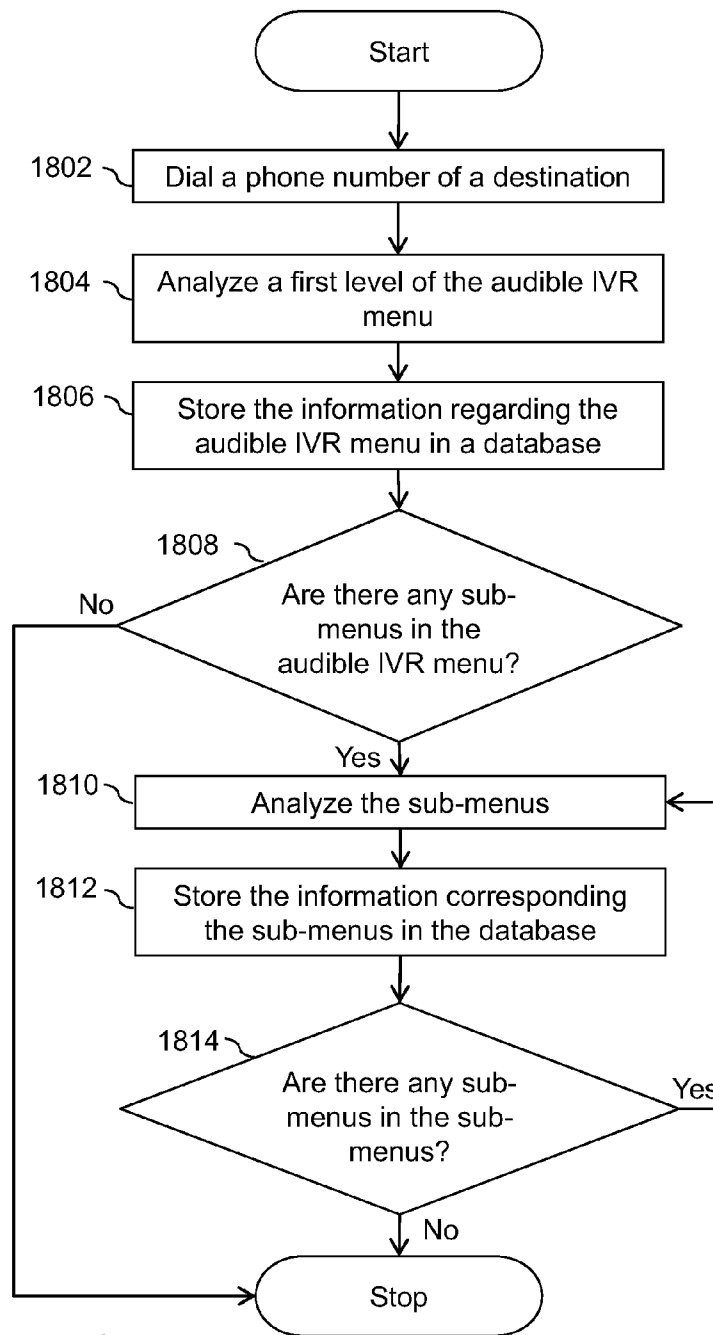 Start
1802
Dial a phone number of a destination
1804
Analyze a first level of the audible IVR
menu
1806
Store the information regarding the
audible IVR menu in a database
1808
Are there any sub-
menus in the
audible IVR menu?
No
Yes
1810
Analyze the sub-menus
1812
Store the information corresponding
the sub-menus in the database
1814
Are there any sub-
menus in the sub-
menus?
Yes
No
Stop